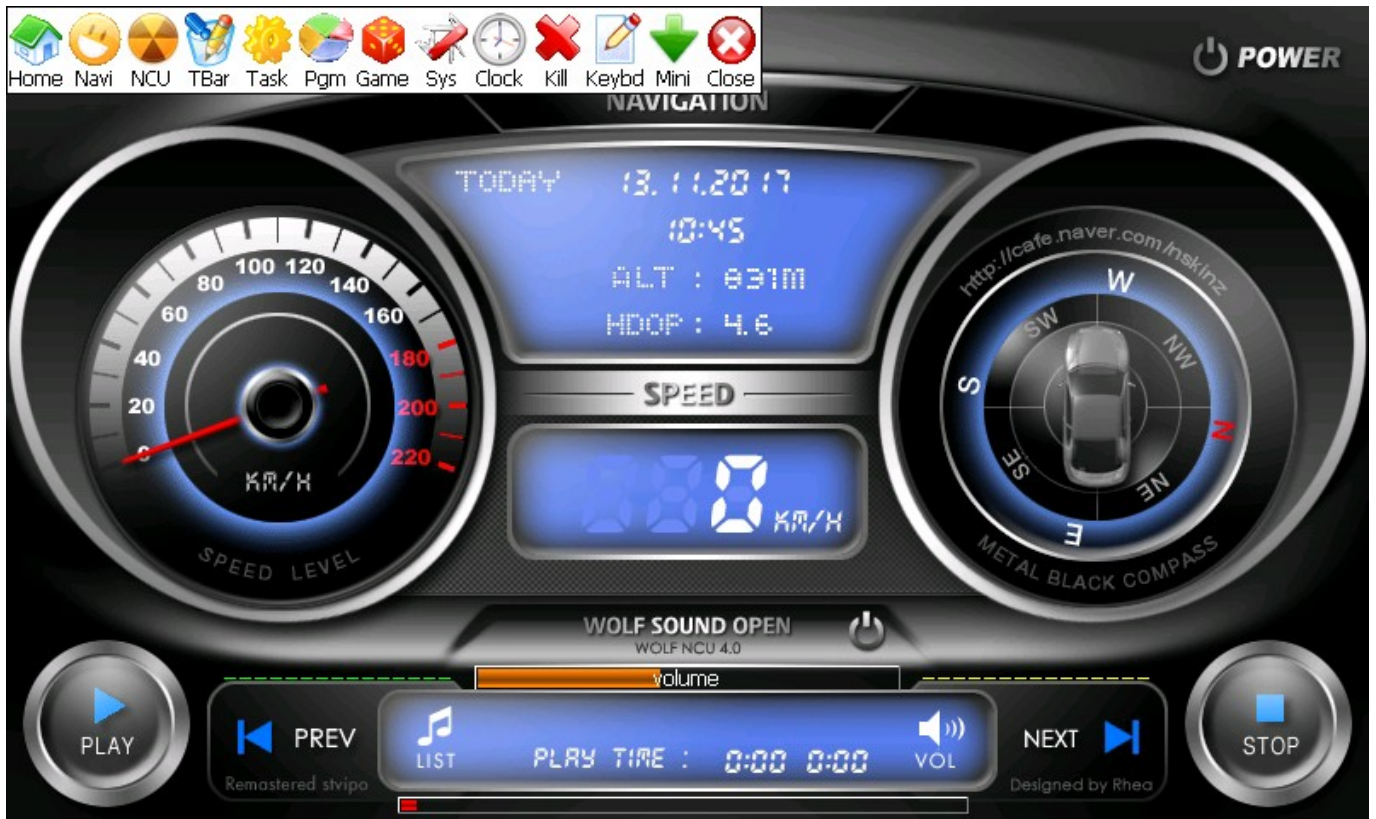 Home Navi NCU TBar Task Pgm Game Sys Clock Kill Keybd Mini Close
POWER
NAVIGATION
TODAY 13.11.2017
10:45
ALT : 831M
HDOP : 4.6
SPEED
0 KM/H
0
20
40
60
80
100
120
140
160
180
200
220
KM/H
SPEED LEVEL
http://cafe.naver.com/nskinz
W
NW
N
NE
E
SE
S
SW
METAL BLACK COMPASS
WOLF SOUND OPEN
WOLF NCU 4.0
volume
PLAY
PREV
Remastered stvipo
LIST
PLAY TIME : 0:00 0:00
VOL
NEXT
Designed by Rhea
STOP